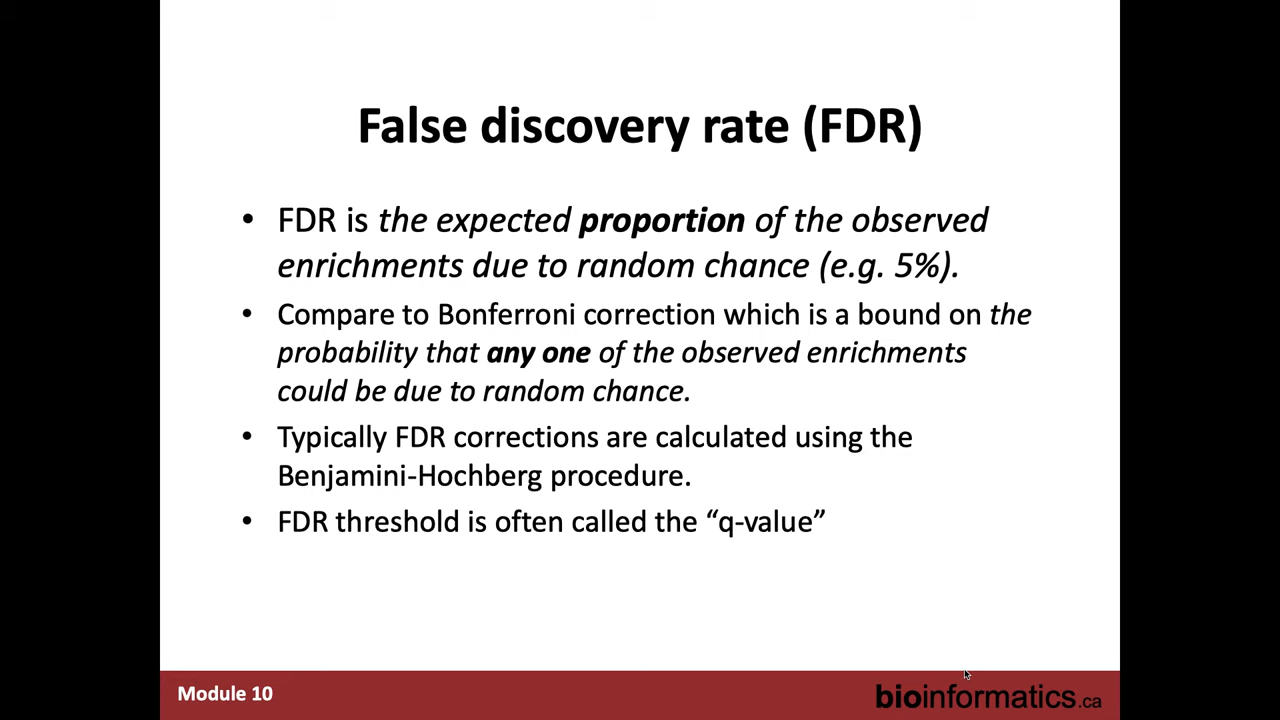 False discovery rate (FDR)
• FDR is the expected proportion of the observed
enrichments due to random chance (e.g. 5%).
• Compare to Bonferroni correction which is a bound on the
probability that any one of the observed enrichments
could be due to random chance.
• Typically FDR corrections are calculated using the
Benjamini-Hochberg procedure.
• FDR threshold is often called the “q-value”
Module 10
bioinformatics.ca